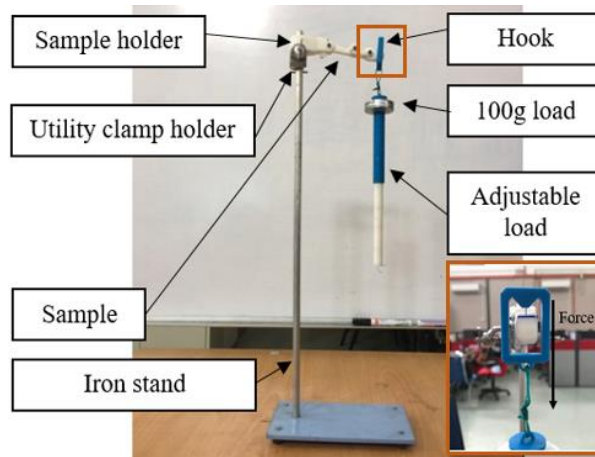 Sample holder
Hook
Utility clamp holder
100g load
Adjustable
load
Sample
Force
Iron stand